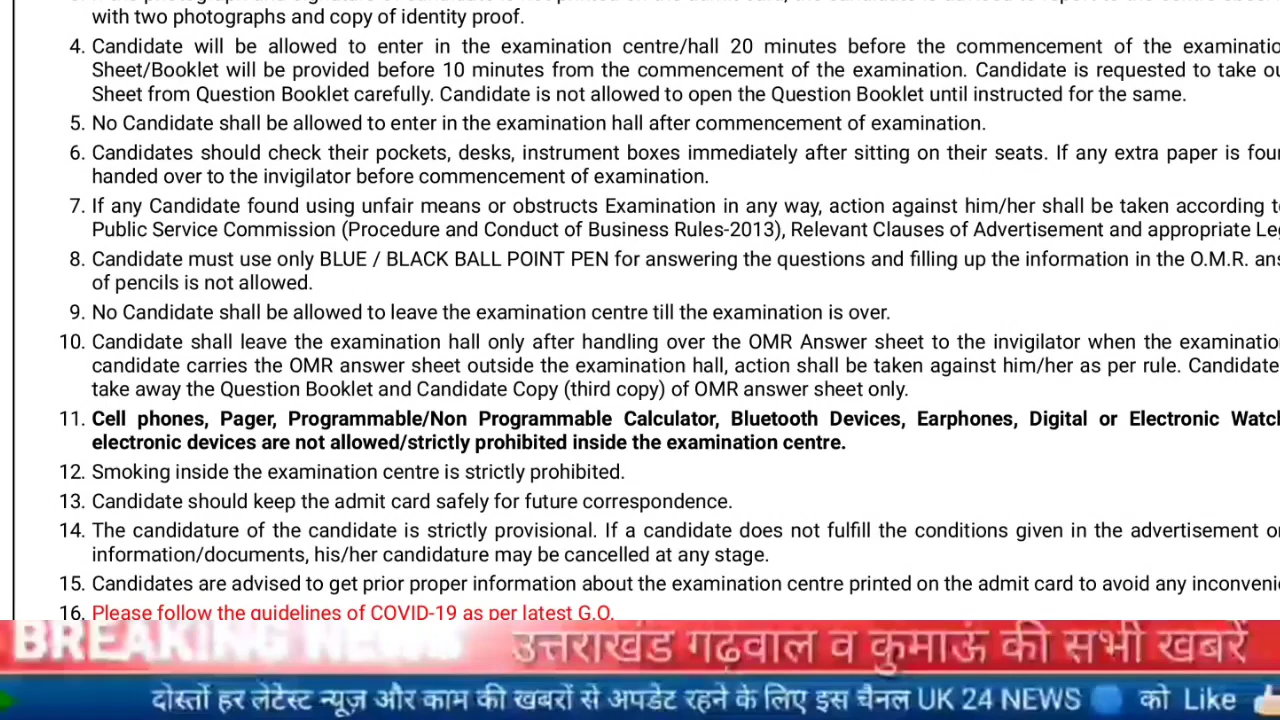 with two photographs and copy of identity proof.
4. Candidate will be allowed to enter in the examination centre/hall 20 minutes before the commencement of the examinatio
Sheet/Booklet will be provided before 10 minutes from the commencement of the examination. Candidate is requested to take ou
Sheet from Question Booklet carefully. Candidate is not allowed to open the Question Booklet until instructed for the same.
5. No Candidate shall be allowed to enter in the examination hall after commencement of examination.
6. Candidates should check their pockets, desks, instrument boxes immediately after sitting on their seats. If any extra paper is foun
handed over to the invigilator before commencement of examination.
7. If any Candidate found using unfair means or obstructs Examination in any way, action against him/her shall be taken according to
Public Service Commission (Procedure and Conduct of Business Rules-2013), Relevant Clauses of Advertisement and appropriate Leg
8. Candidate must use only BLUE / BLACK BALL POINT PEN for answering the questions and filling up the information in the O.M.R. ans
of pencils is not allowed.
9. No Candidate shall be allowed to leave the examination centre till the examination is over.
10. Candidate shall leave the examination hall only after handling over the OMR Answer sheet to the invigilator when the examination
candidate carries the OMR answer sheet outside the examination hall, action shall be taken against him/her as per rule. Candidate
take away the Question Booklet and Candidate Copy (third copy) of OMR answer sheet only.
11. Cell phones, Pager, Programmable/Non Programmable Calculator, Bluetooth Devices, Earphones, Digital or Electronic Watch
electronic devices are not allowed/strictly prohibited inside the examination centre.
12. Smoking inside the examination centre is strictly prohibited.
13. Candidate should keep the admit card safely for future correspondence.
14. The candidature of the candidate is strictly provisional. If a candidate does not fulfill the conditions given in the advertisement or
information/documents, his/her candidature may be cancelled at any stage.
15. Candidates are advised to get prior proper information about the examination centre printed on the admit card to avoid any inconveni
16. Please follow the guidelines of COVID-19 as per latest G.O.
BREAKING NEWS उत्तराखंड गढ़वाल व कुमाऊं की सभी खबरें
दोस्तों हर लेटेस्ट न्यूज़ और काम की खबरों से अपडेट रहने के लिए इस चैनल UK 24 NEWS को Like